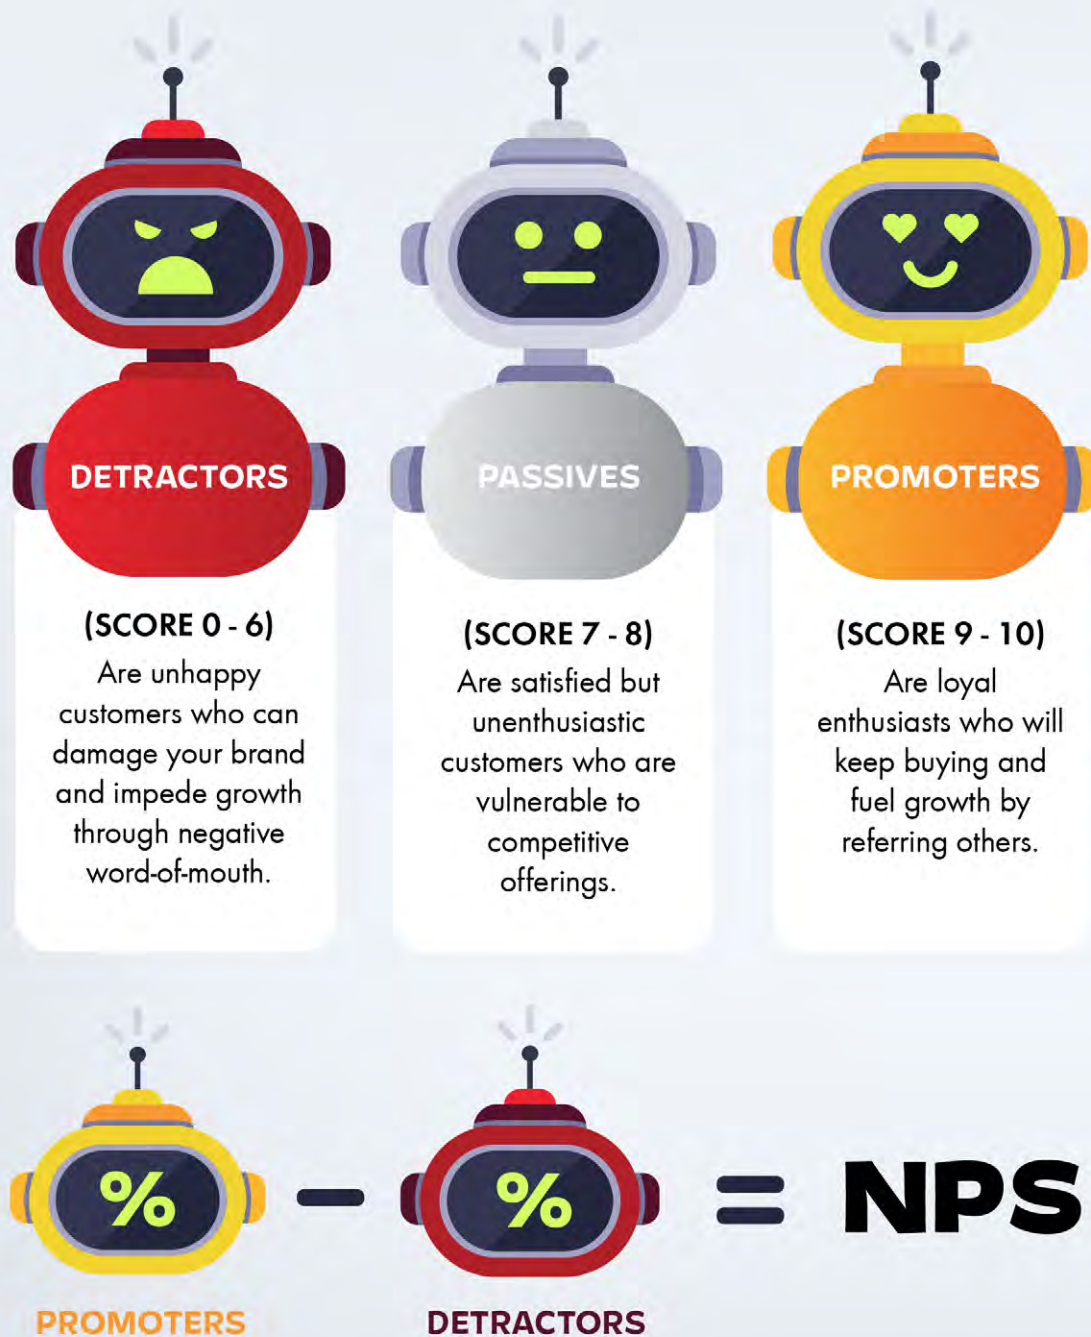 DETRACTORS
(SCORE 0 - 6)
Are unhappy
customers who can
damage your brand
and impede growth
through negative
word-of-mouth.
PASSIVES
(SCORE 7 - 8)
Are satisfied but
unenthusiastic
customers who are
vulnerable to
competitive
offerings.
PROMOTERS
(SCORE 9 - 10)
Are loyal
enthusiasts who will
keep buying and
fuel growth by
referring others.
% – % = NPS
PROMOTERS DETRACTORS